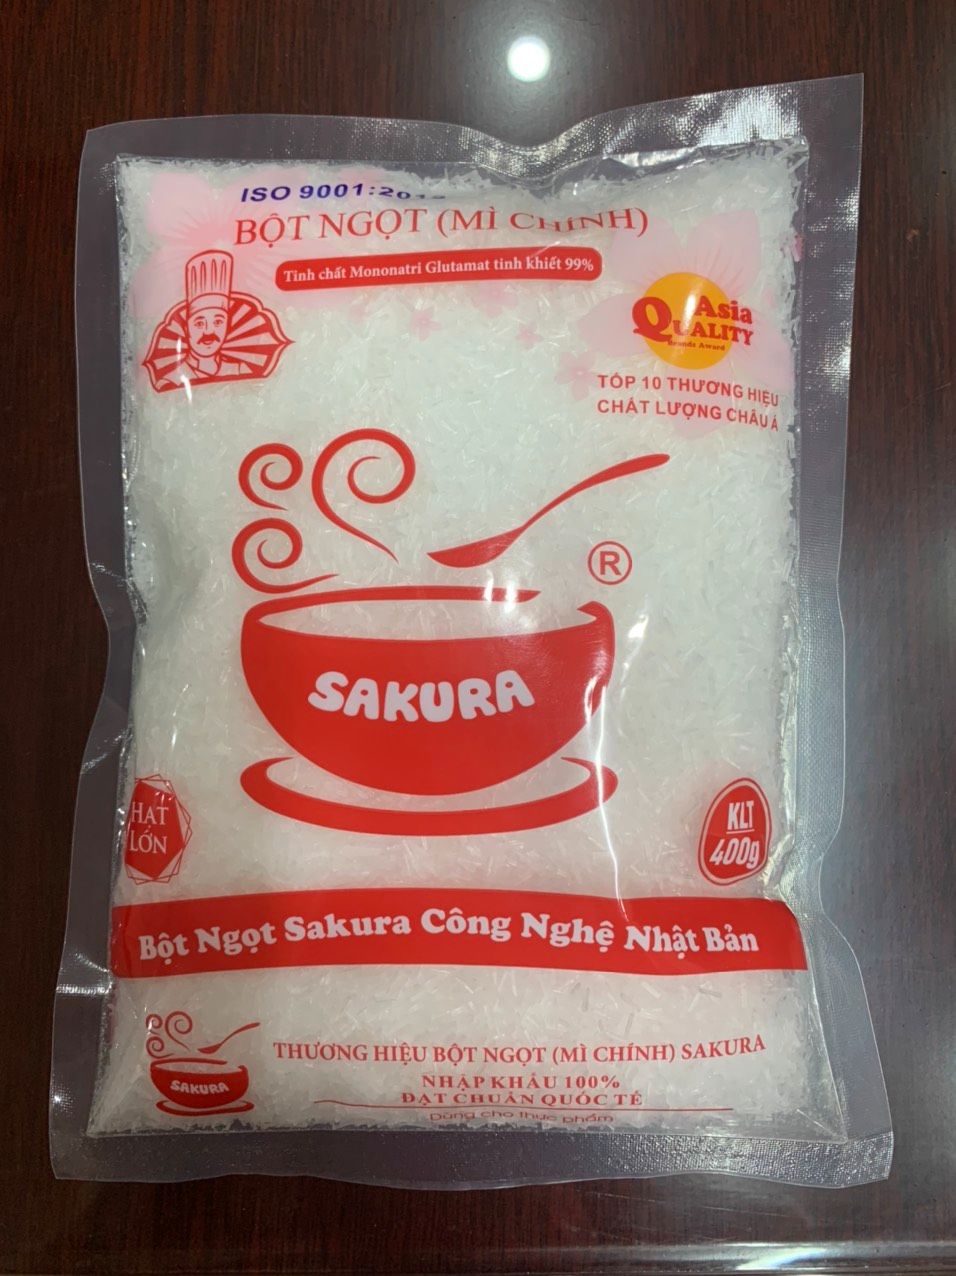 ISO 9001:2015
BỘT NGỌT (MÌ CHÍNH)
Tinh chất Mononatri Glutamat tinh khiết 99%
Asia
QUALITY
Brands Award
TỐP 10 THƯƠNG HIỆU
CHẤT LƯỢNG CHÂU Á
®
SAKURA
HẠT
LỚN
KLT
400g
Bột Ngọt Sakura Công Nghệ Nhật Bản
SAKURA
THƯƠNG HIỆU BỘT NGỌT (MÌ CHÍNH) SAKURA
NHẬP KHẨU 100%
ĐẠT CHUẨN QUỐC TẾ
Dùng cho thực phẩm